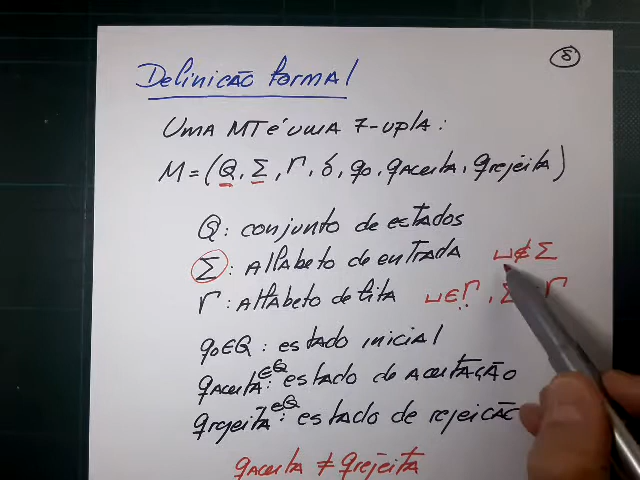 8
Definição formal
Uma MT é uma 7-upla:
M = (Q, Σ, Γ, δ, q0, qaceita, qrejeita)
Q: conjunto de estados
Σ: Alfabeto de entrada ⊔ ∉ Σ
Γ: Alfabeto de fita ⊔ ∈ Γ, Σ Γ
q0 ∈ Q: estado inicial
qaceita ∈ Q: estado de aceitação
qrejeita ∈ Q: estado de rejeição
qaceita ≠ qrejeita